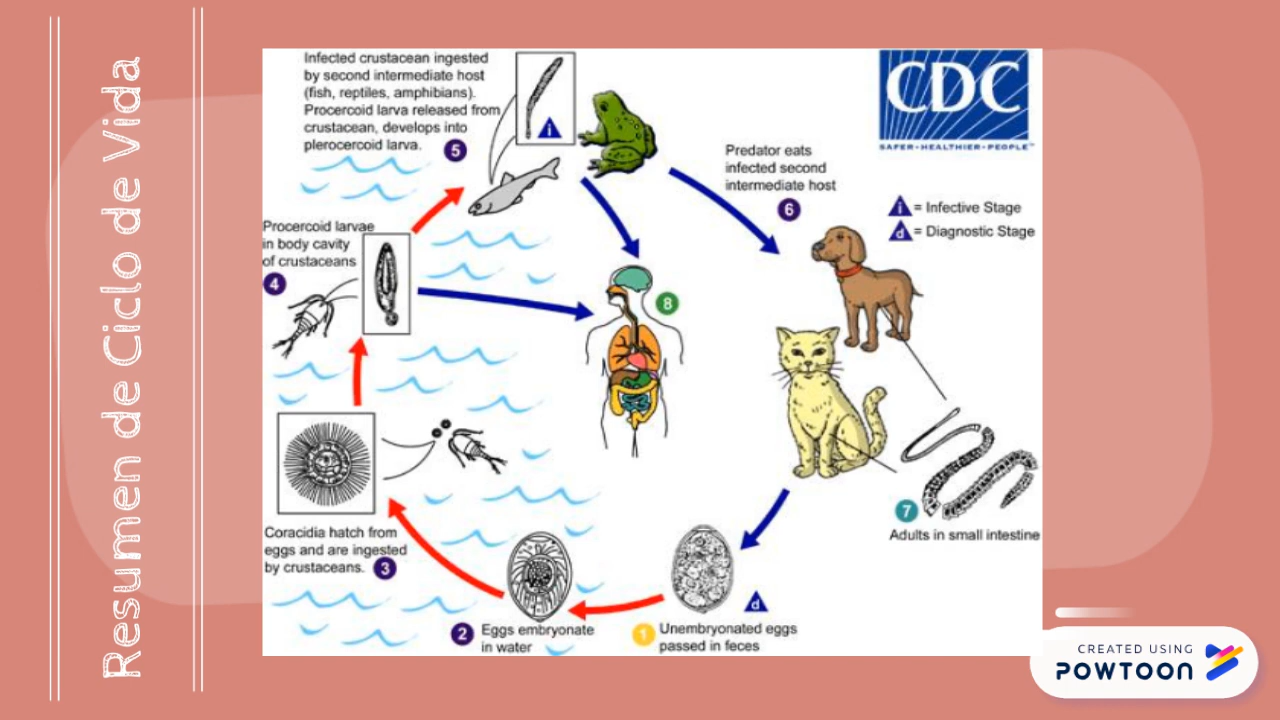 Resumen de Ciclo de Vida
Infected crustacean ingested
by second intermediate host
(fish, reptiles, amphibians).
Procercoid larva released from
crustacean, develops into
plerocercoid larva.
5
i
CDC
SAFER·HEALTHIER·PEOPLE™
Predator eats
infected second
intermediate host
6
i = Infective Stage
d = Diagnostic Stage
Procercoid larvae
in body cavity
of crustaceans
4
8
7
Adults in small intestine
Coracidia hatch from
eggs and are ingested
by crustaceans. 3
d
2 Eggs embryonate
in water
1 Unembryonated eggs
passed in feces
CREATED USING
POWTOON